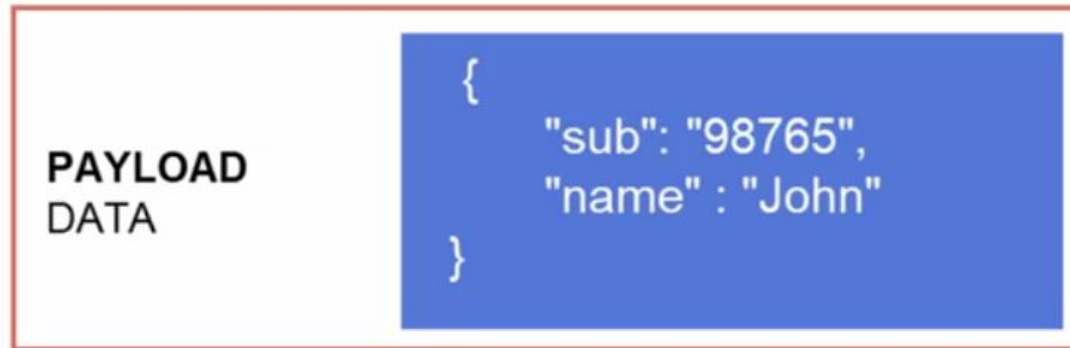 PAYLOAD
DATA
{
"sub": "98765",
"name" : "John"
}